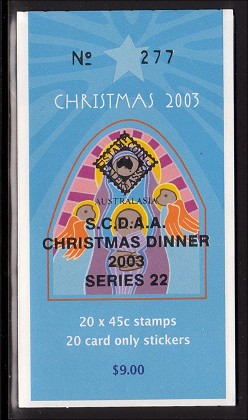 Nº 277
CHRISTMAS 2003
AUSTRALASIA
S.C.D.A.A.
CHRISTMAS DINNER
2003
SERIES 22
20 x 45c stamps
20 card only stickers
$9.00